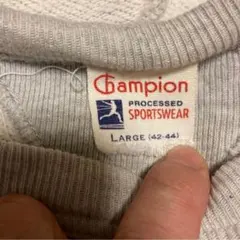 Champion
PROCESSED
SPORTSWEAR
LARGE (42-44)